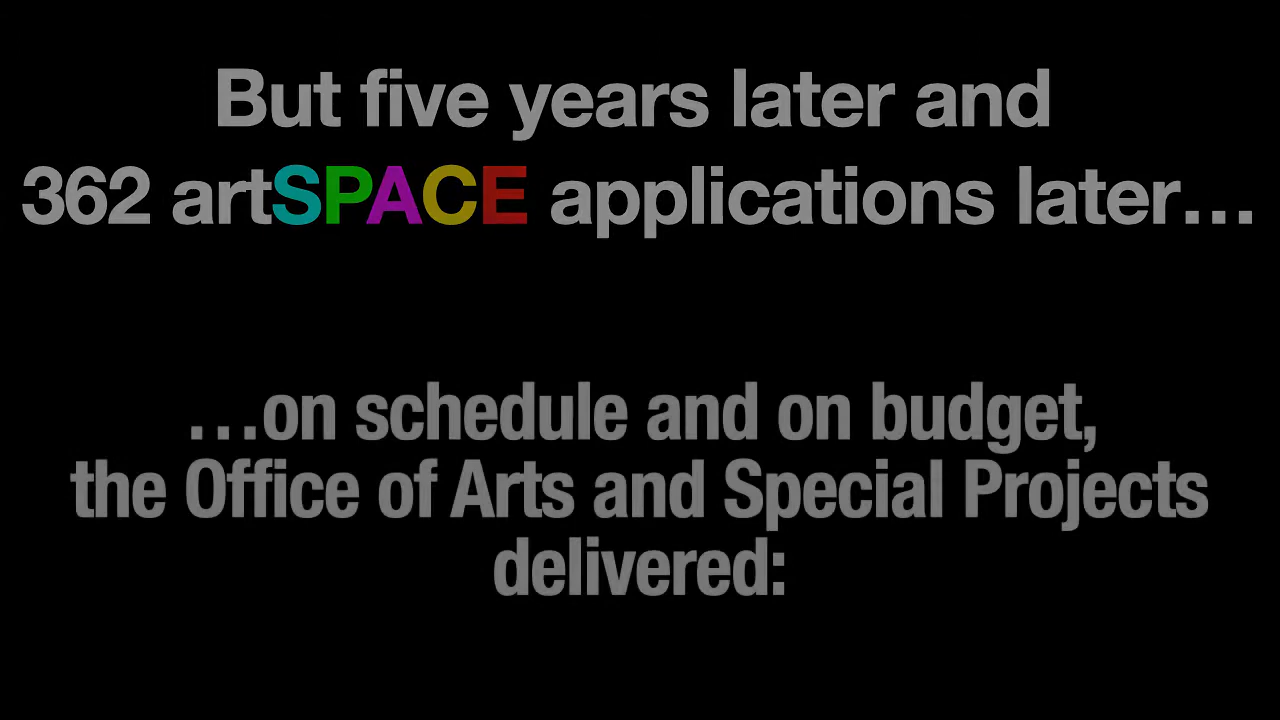 But five years later and
362 artSPACE applications later…
…on schedule and on budget,
the Office of Arts and Special Projects
delivered: